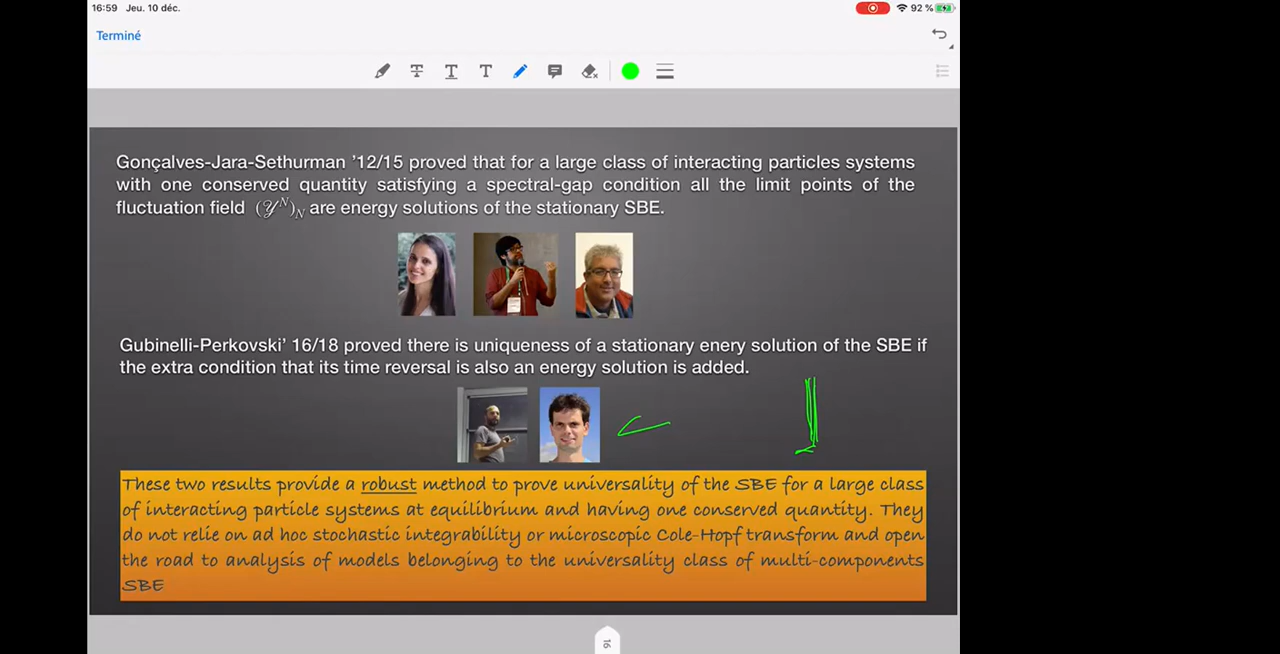 16:59 Jeu. 10 déc.
92 %
Terminé
Gonçalves-Jara-Sethurman ’12/15 proved that for a large class of interacting particles systems
with one conserved quantity satisfying a spectral-gap condition all the limit points of the
fluctuation field (𝒴^N)_N are energy solutions of the stationary SBE.
Gubinelli-Perkovski’ 16/18 proved there is uniqueness of a stationary enery solution of the SBE if
the extra condition that its time reversal is also an energy solution is added.
These two results provide a robust method to prove universality of the SBE for a large class
of interacting particle systems at equilibrium and having one conserved quantity. They
do not relie on ad hoc stochastic integrability or microscopic Cole-Hopf transform and open
the road to analysis of models belonging to the universality class of multi-components
SBE
16